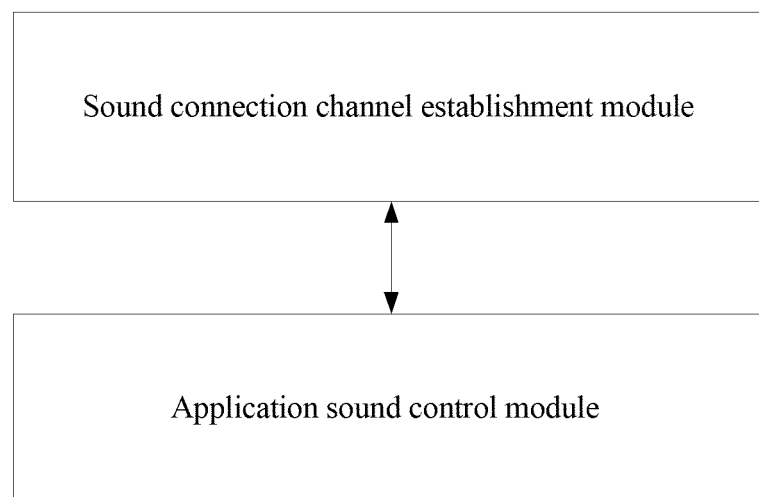 Sound connection channel establishment module
Application sound control module